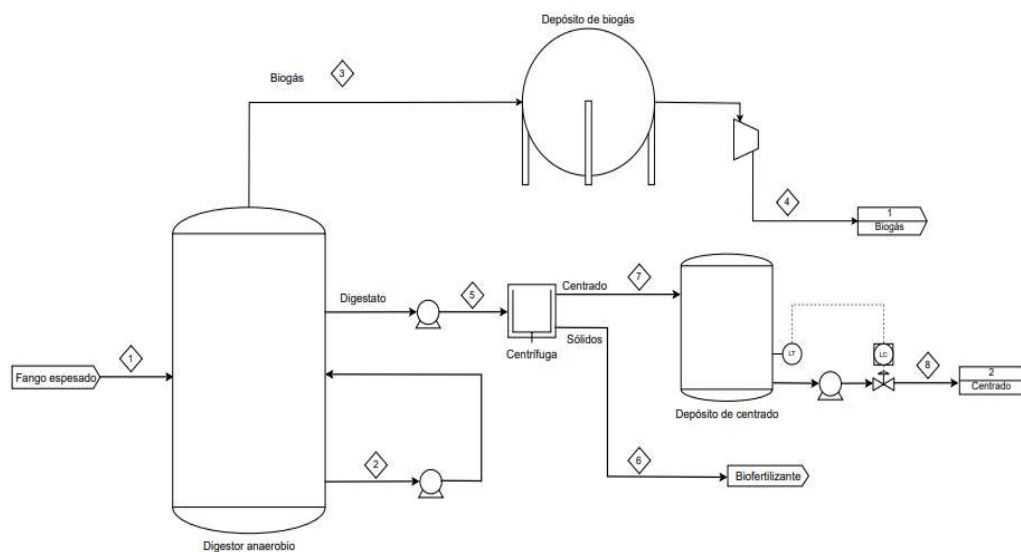 Depósito de biogás
Biogás
3
4
1
Biogás
7
Centrado
Digestato
5
Sólidos
Centrífuga
LT
LC
8
2
Centrado
1
Fango espesado
Depósito de centrado
2
6
Biofertilizante
Digestor anaerobio